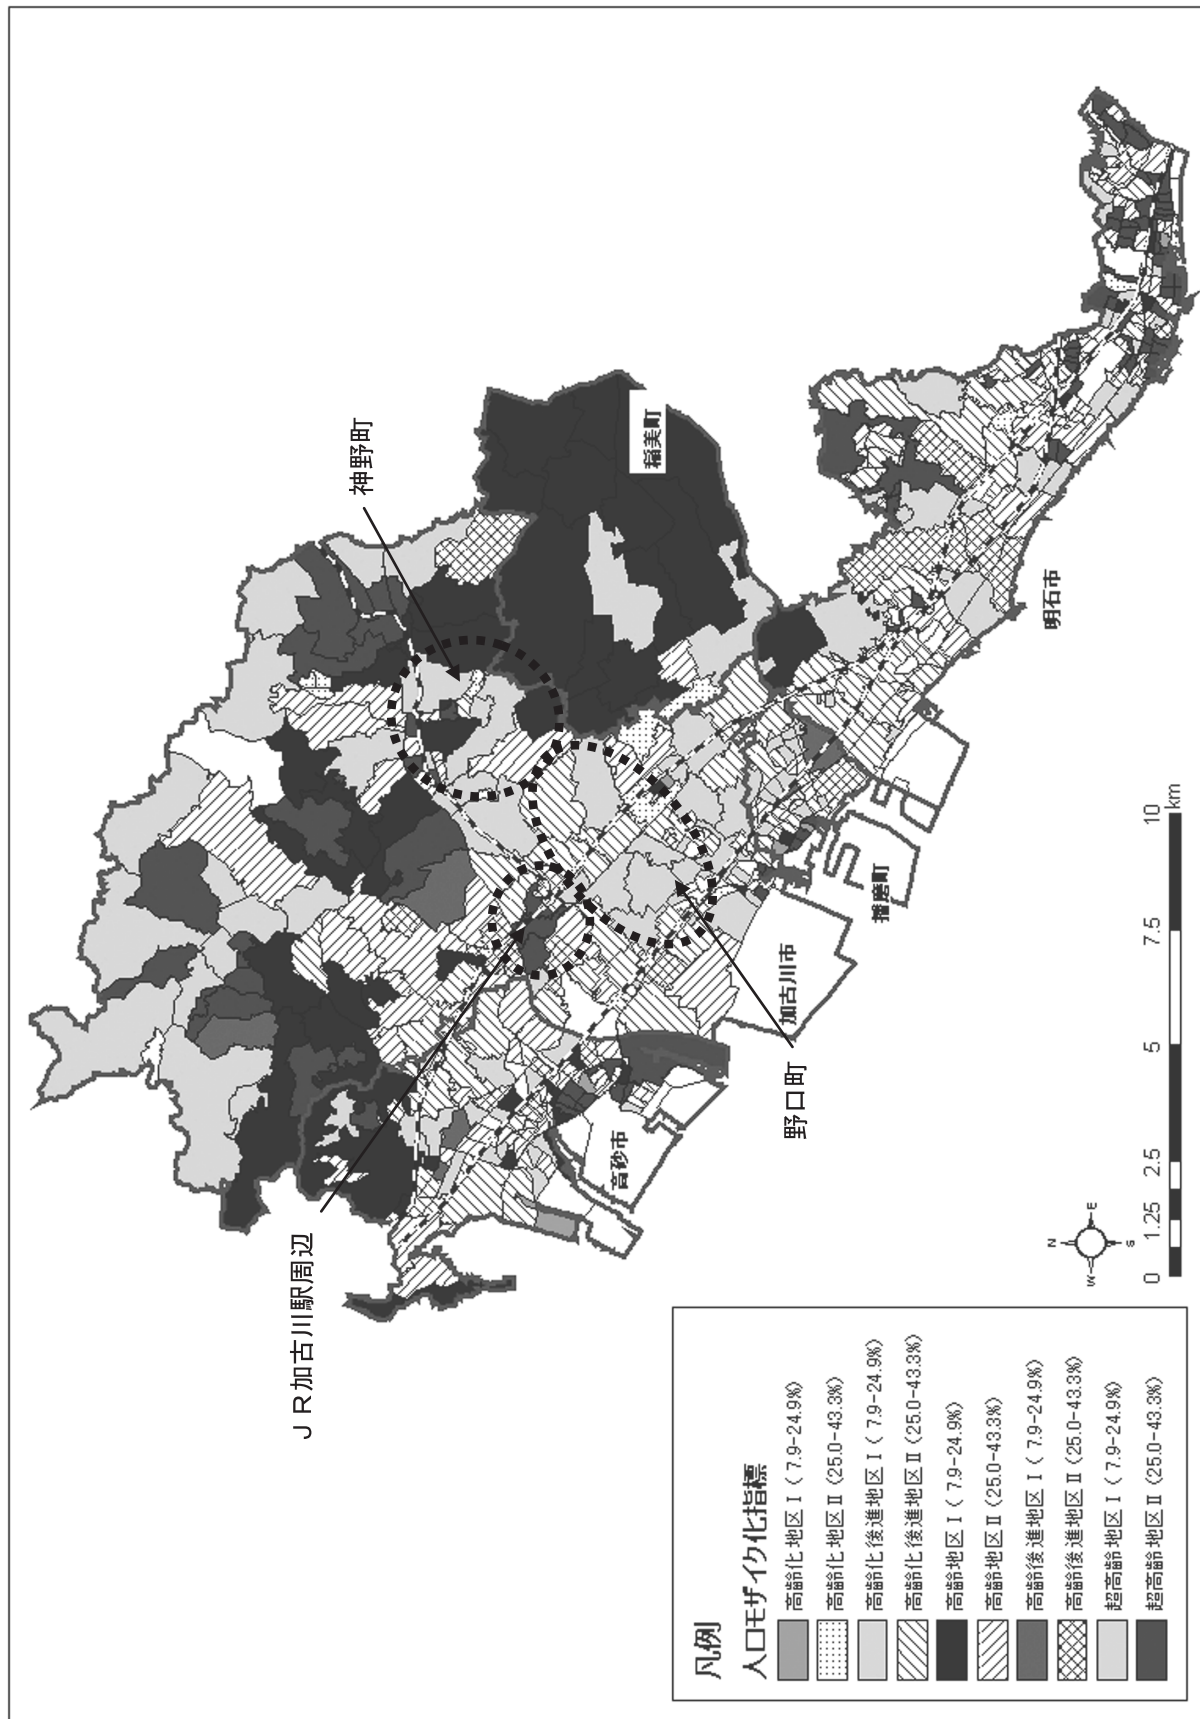 神野町
稲美町
明石市
播磨町
加古川市
野口町
高砂市
JR加古川駅周辺
N
E
S
W
0 1.25 2.5 5 7.5 10
km
凡例
人口モザイク化指標
高齢化地区Ⅰ( 7.9-24.9%)
高齢化地区Ⅱ(25.0-43.3%)
高齢化後進地区Ⅰ( 7.9-24.9%)
高齢化後進地区Ⅱ(25.0-43.3%)
高齢地区Ⅰ( 7.9-24.9%)
高齢地区Ⅱ(25.0-43.3%)
高齢後進地区Ⅰ( 7.9-24.9%)
高齢後進地区Ⅱ(25.0-43.3%)
超高齢地区Ⅰ( 7.9-24.9%)
超高齢地区Ⅱ(25.0-43.3%)